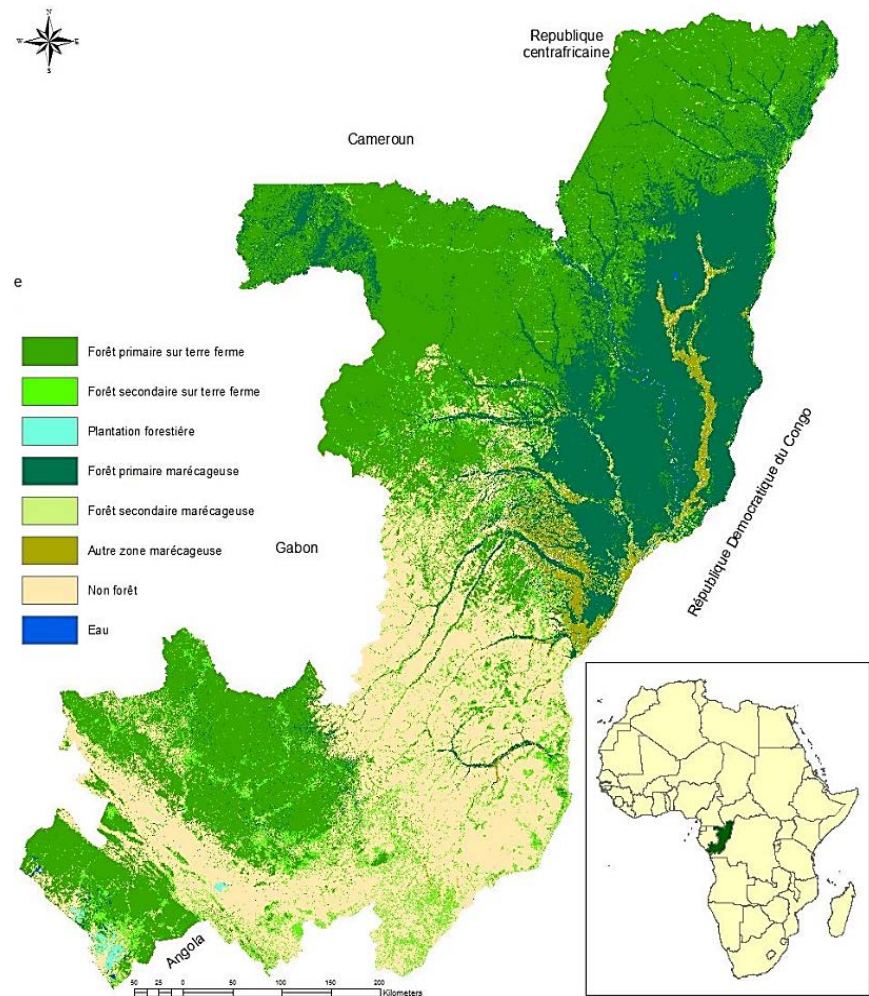 N
W E
S
Republique
centrafricaine
Cameroun
e
Forêt primaire sur terre ferme
Forêt secondaire sur terre ferme
Plantation forestière
Forêt primaire marécageuse
Forêt secondaire marécageuse
Autre zone marécageuse
Non forêt
Eau
Gabon
République Democratique du Congo
Angola
50 25 0 50 100 150 200
Kilometers